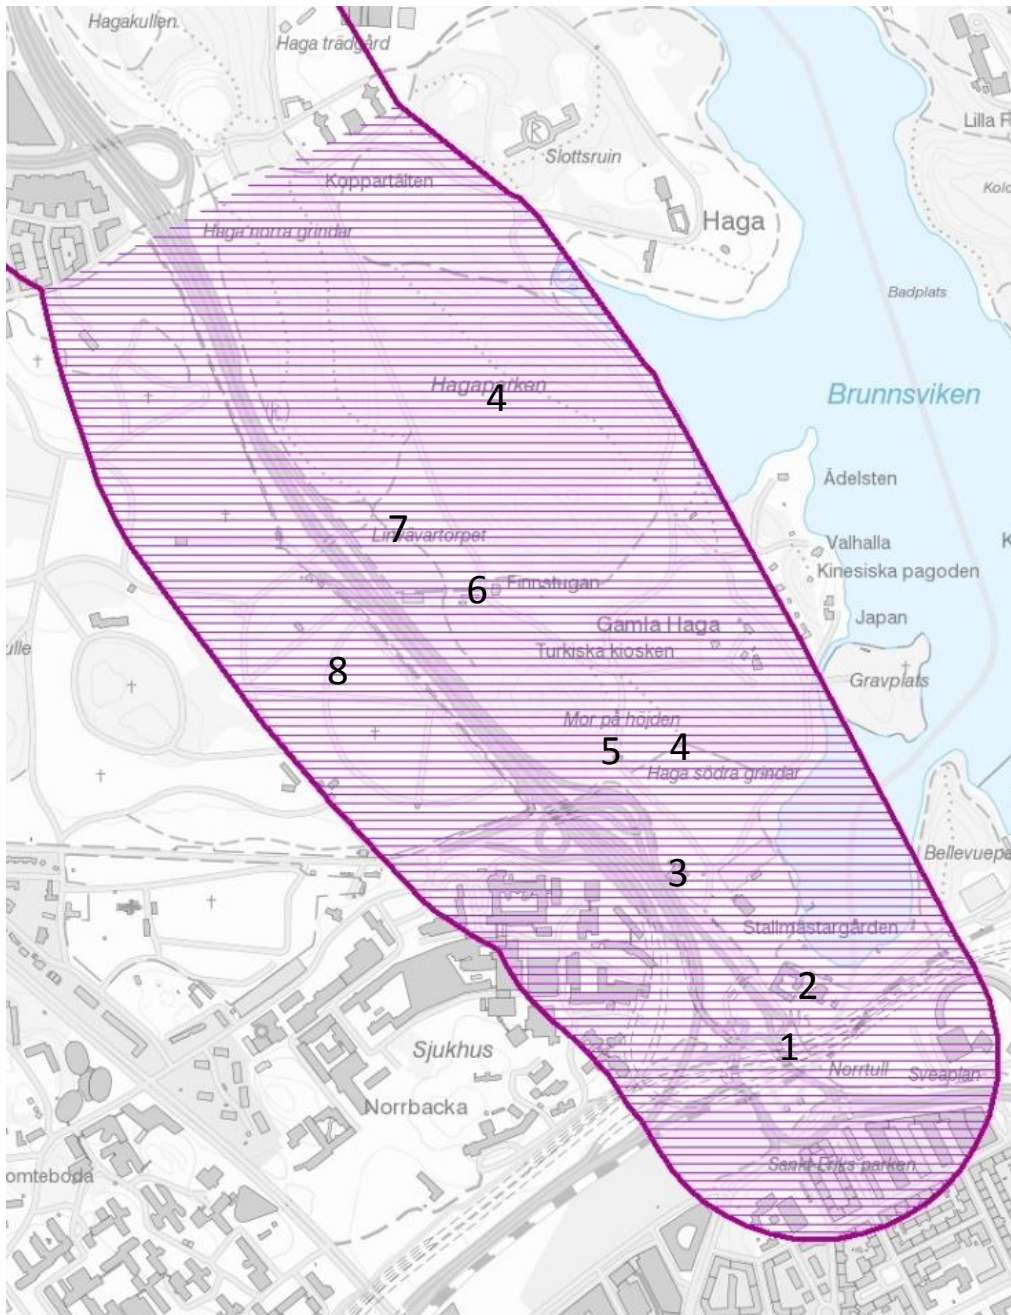 Hagakullen
Haga trädgård
Lilla F
Slottsruin
Koppartälten
Kolo
Haga
Haga norra grindar
Badplats
Hagaparken
4
Brunnsviken
Ädelsten
7
Linnavartorpet
Valhalla
K
Kinesiska pagoden
6
Finnstugan
Japan
Gamla Haga
ulle
Turkiska kiosken
8
Gravplats
Mor på höjden
5
4
Haga södra grindar
Bellevuepa
3
Stallmästargården
2
1
Sjukhus
Norrtull
Sveaplan
Norrbacka
Sankt Eriks parken
omteboda